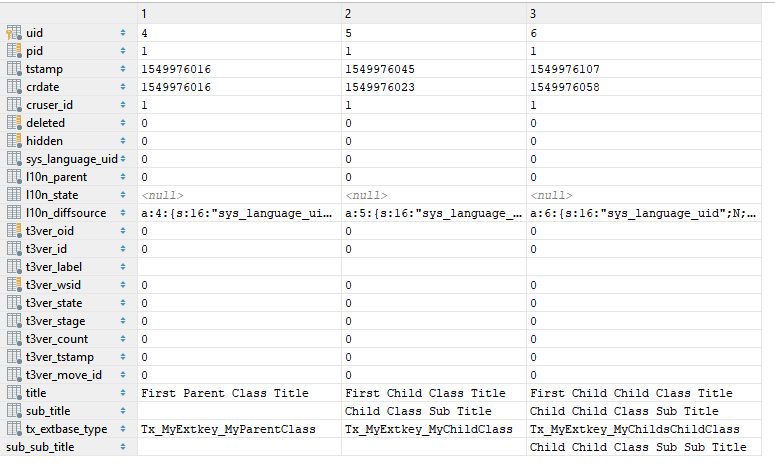 1 2 3
uid 4 5 6
pid 1 1 1
tstamp 1549976016 1549976045 1549976107
crdate 1549976016 1549976023 1549976058
cruser_id 1 1 1
deleted 0 0 0
hidden 0 0 0
sys_language_uid 0 0 0
l10n_parent 0 0 0
l10n_state <null> <null> <null>
l10n_diffsource a:4:{s:16:"sys_language_ui… a:5:{s:16:"sys_language_… a:6:{s:16:"sys_language_uid";N;…
t3ver_oid 0 0 0
t3ver_id 0 0 0
t3ver_label
t3ver_wsid 0 0 0
t3ver_state 0 0 0
t3ver_stage 0 0 0
t3ver_count 0 0 0
t3ver_tstamp 0 0 0
t3ver_move_id 0 0 0
title First Parent Class Title First Child Class Title First Child Child Class Title
sub_title Child Class Sub Title Child Child Class Sub Title
tx_extbase_type Tx_MyExtkey_MyParentClass Tx_MyExtkey_MyChildClass Tx_MyExtkey_MyChildsChildClass
sub_sub_title Child Child Class Sub Sub Title